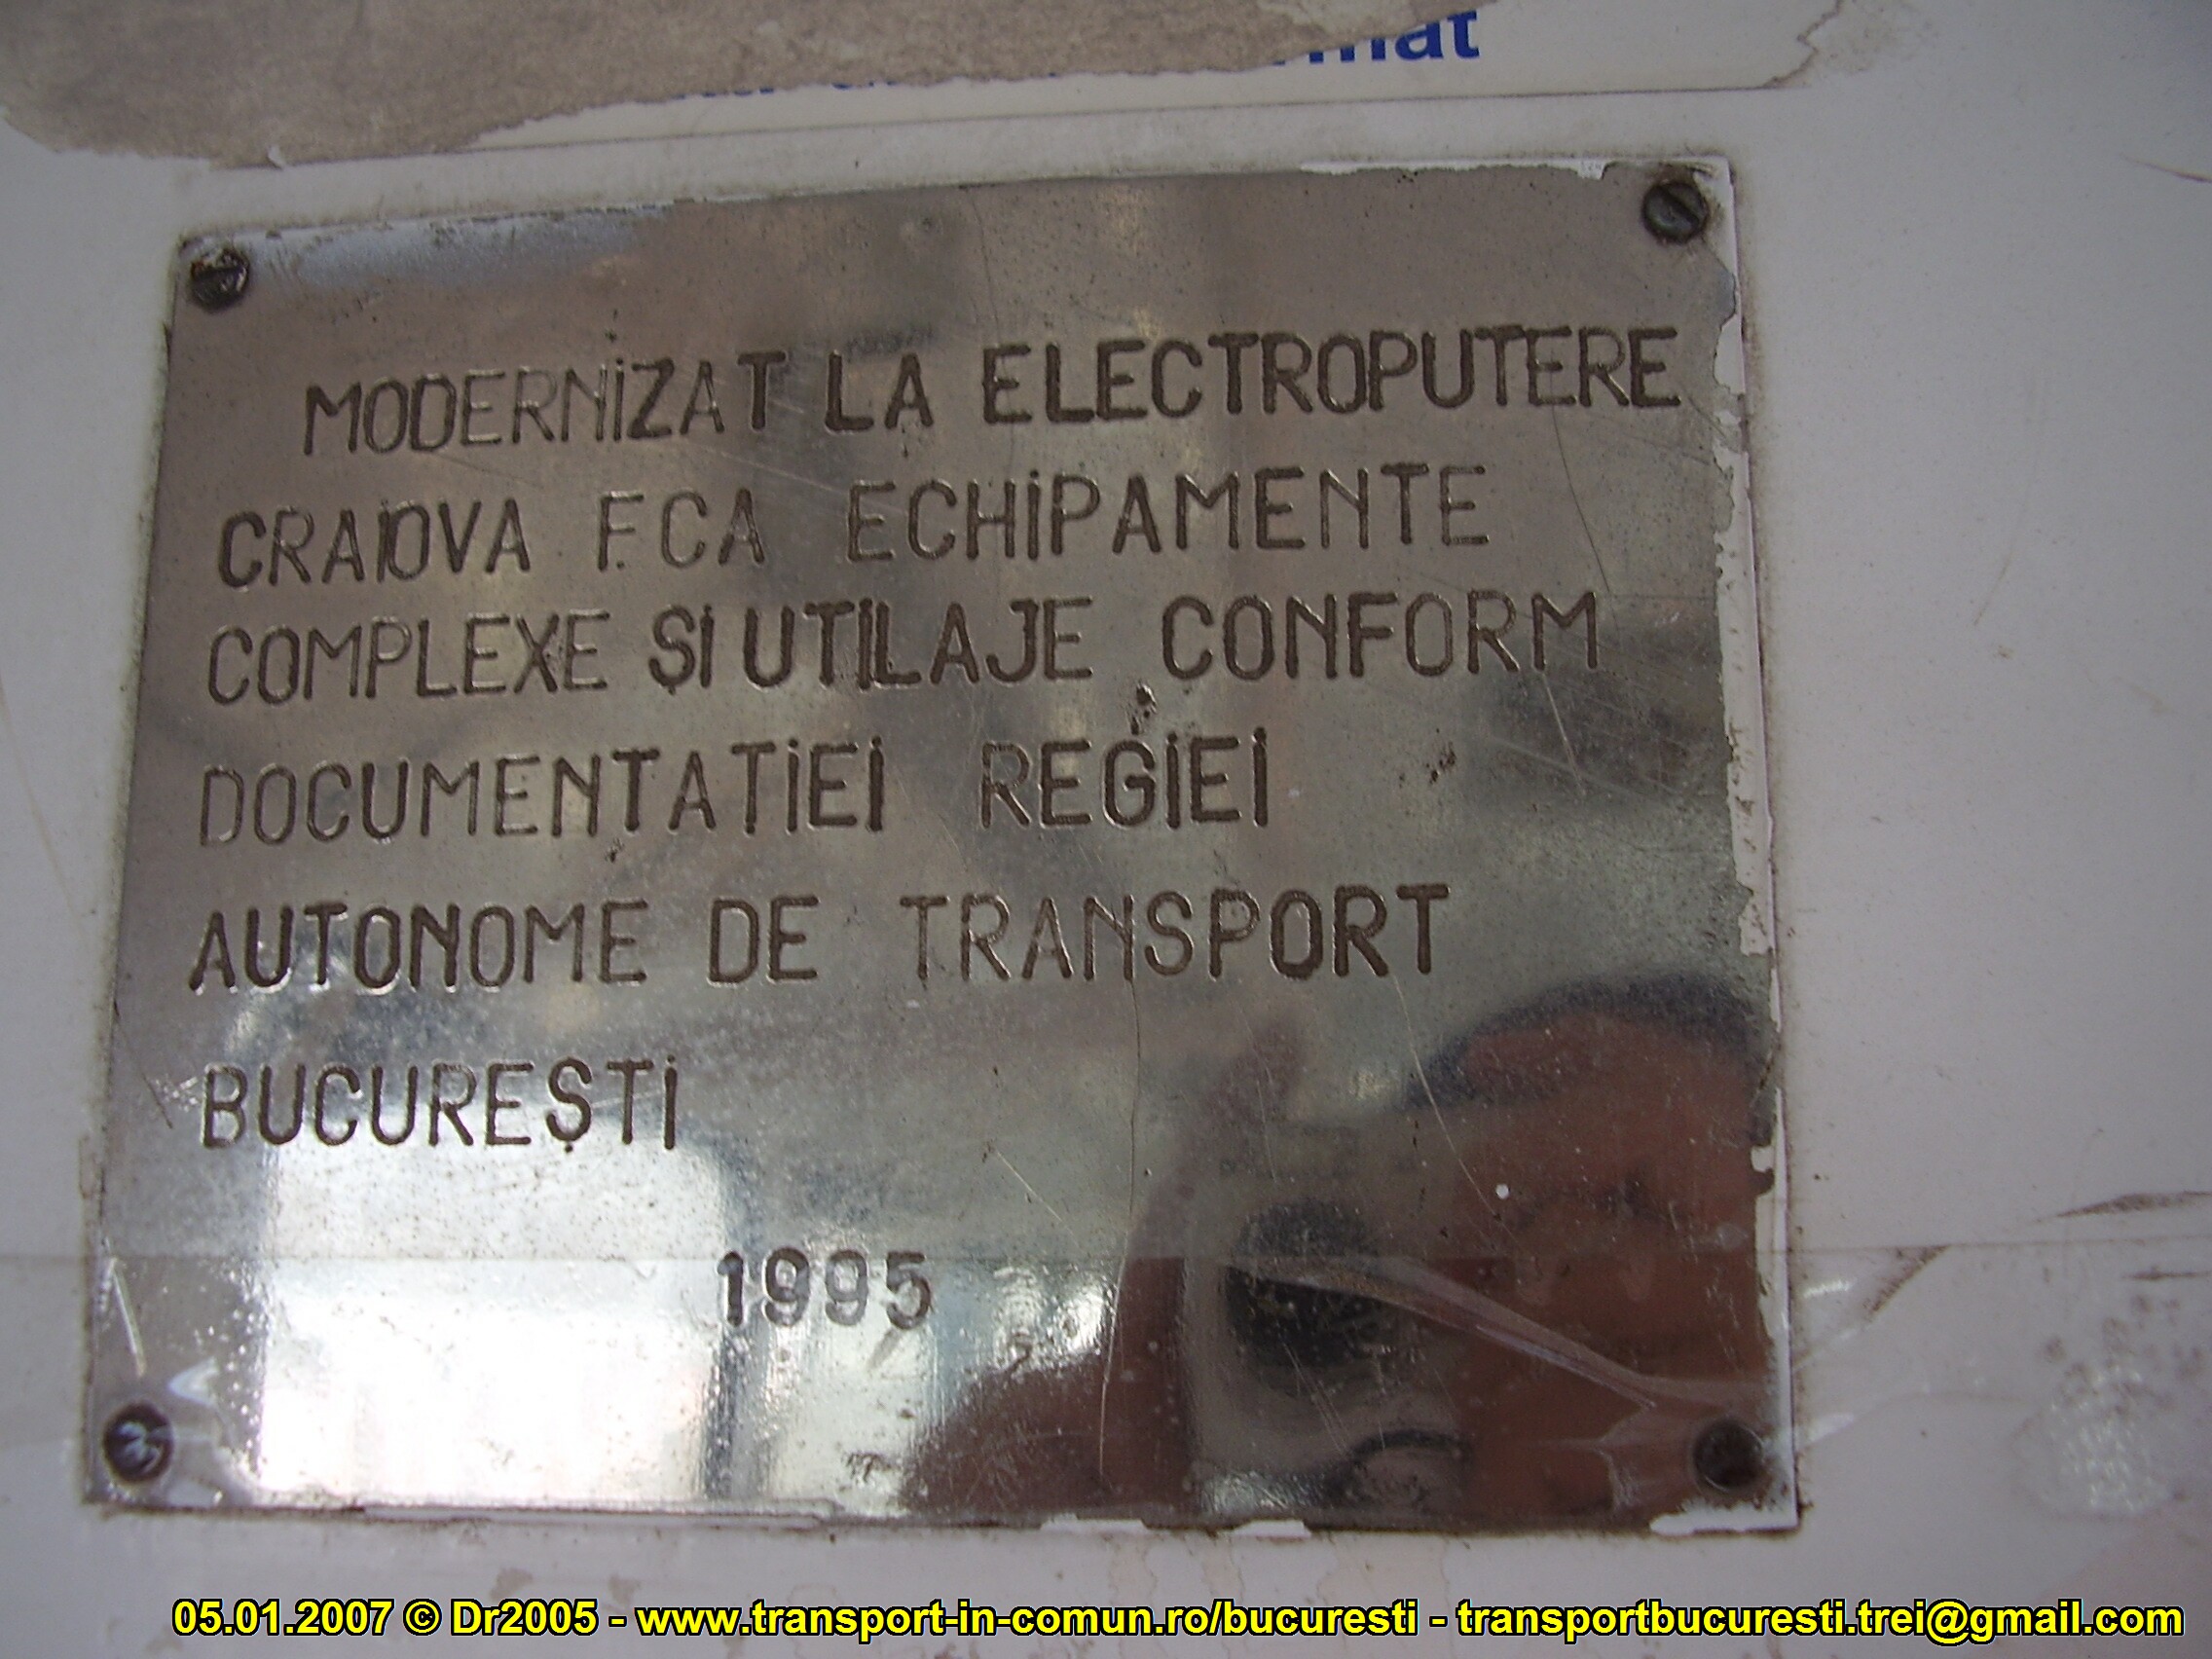 MODERNIZAT LA ELECTROPUTERE
CRAIOVA F.C.A ECHIPAMENTE
COMPLEXE ȘI UTILAJE CONFORM
DOCUMENTAȚIEI REGIEI
AUTONOME DE TRANSPORT
BUCUREȘTI
1995
05.01.2007 © Dr2005 - www.transport-in-comun.ro/bucuresti - transportbucuresti.trei@gmail.com